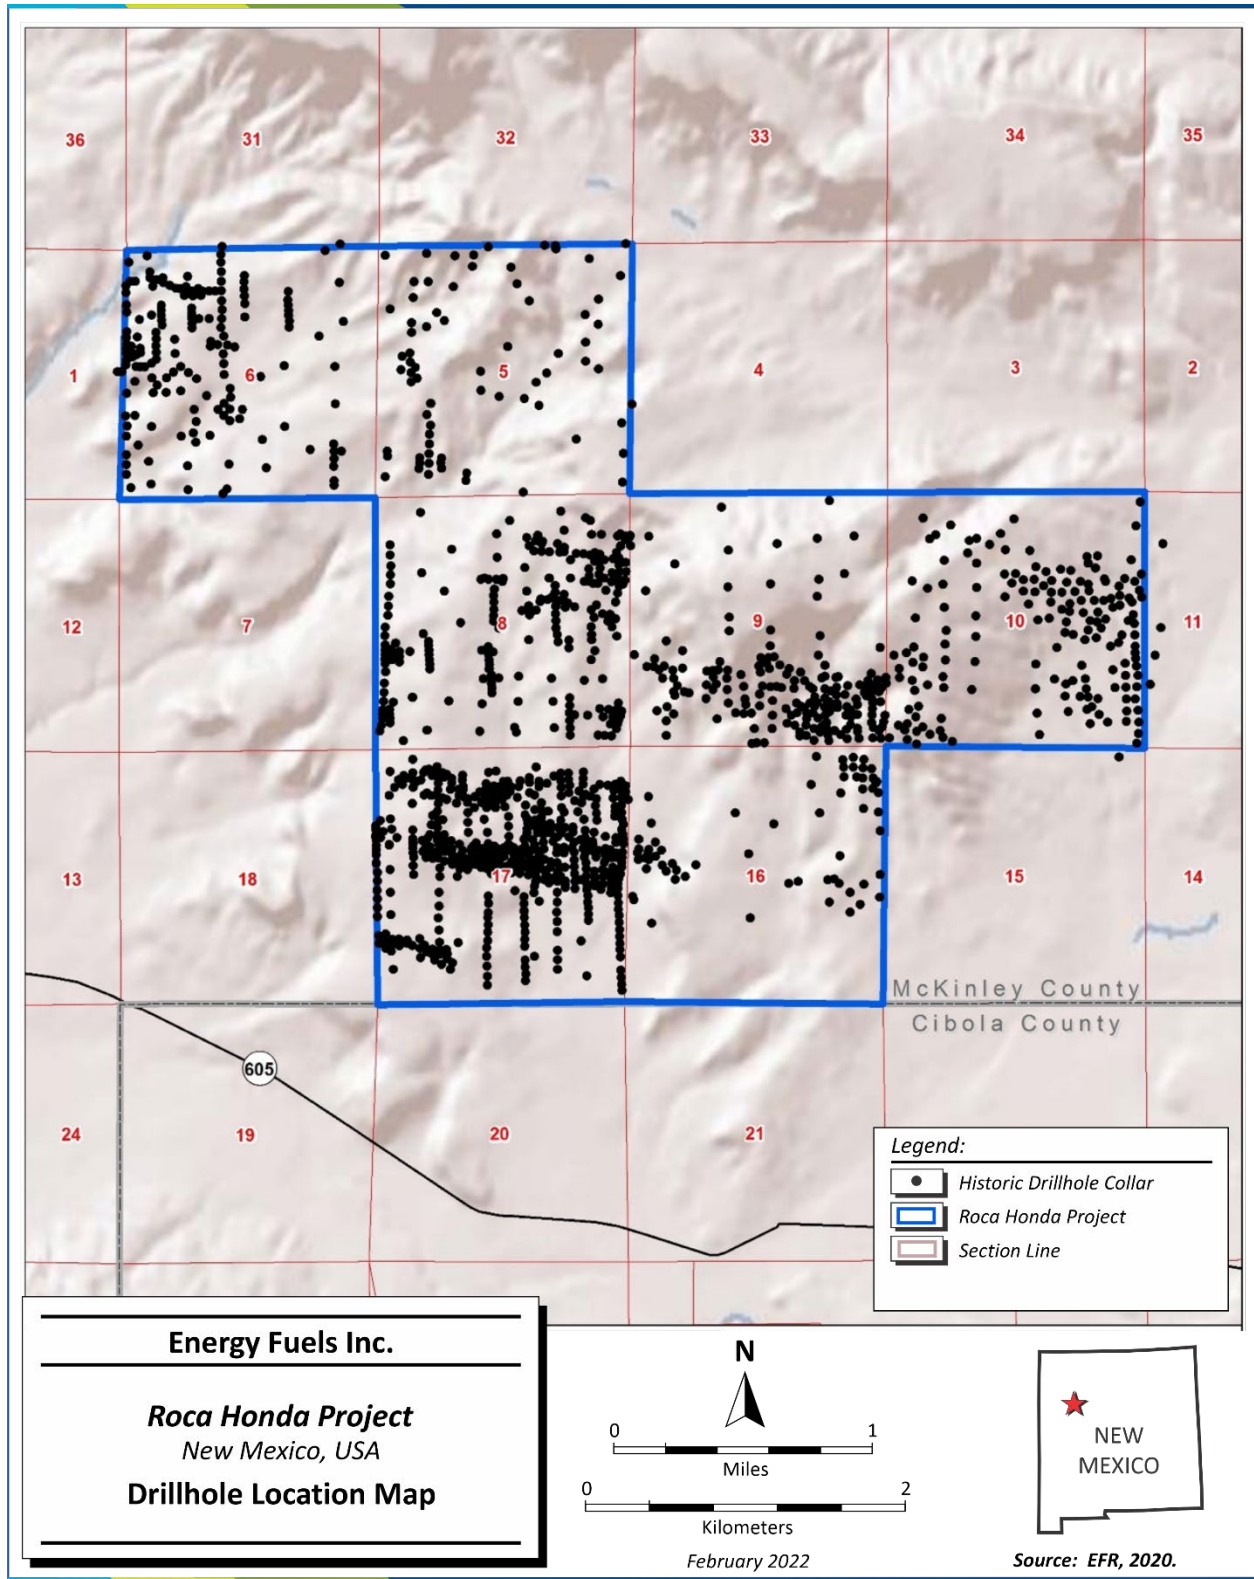 36 31 32 33 34 35
1 6 5 4 3 2
12 7 8 9 10 11
13 18 17 16 15 14
McKinley County
Cibola County
605
24 19 20 21
Legend:
Historic Drillhole Collar
Roca Honda Project
Section Line
Energy Fuels Inc.
Roca Honda Project
New Mexico, USA
Drillhole Location Map
N
0 1
Miles
0 2
Kilometers
February 2022
NEW
MEXICO
Source: EFR, 2020.